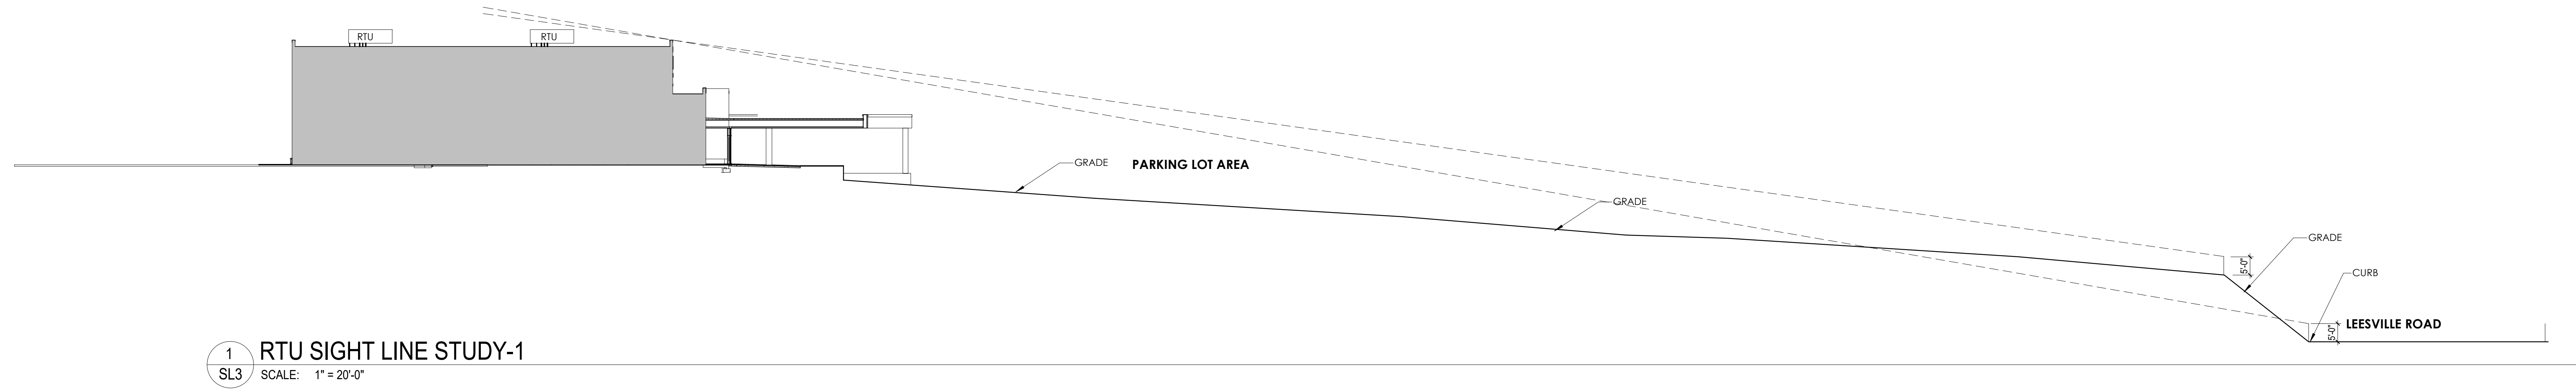 RTU
RTU
GRADE
PARKING LOT AREA
GRADE
GRADE
5'-0"
CURB
5'-0"
LEESVILLE ROAD
1
SL3
RTU SIGHT LINE STUDY-1
SCALE: 1" = 20'-0"